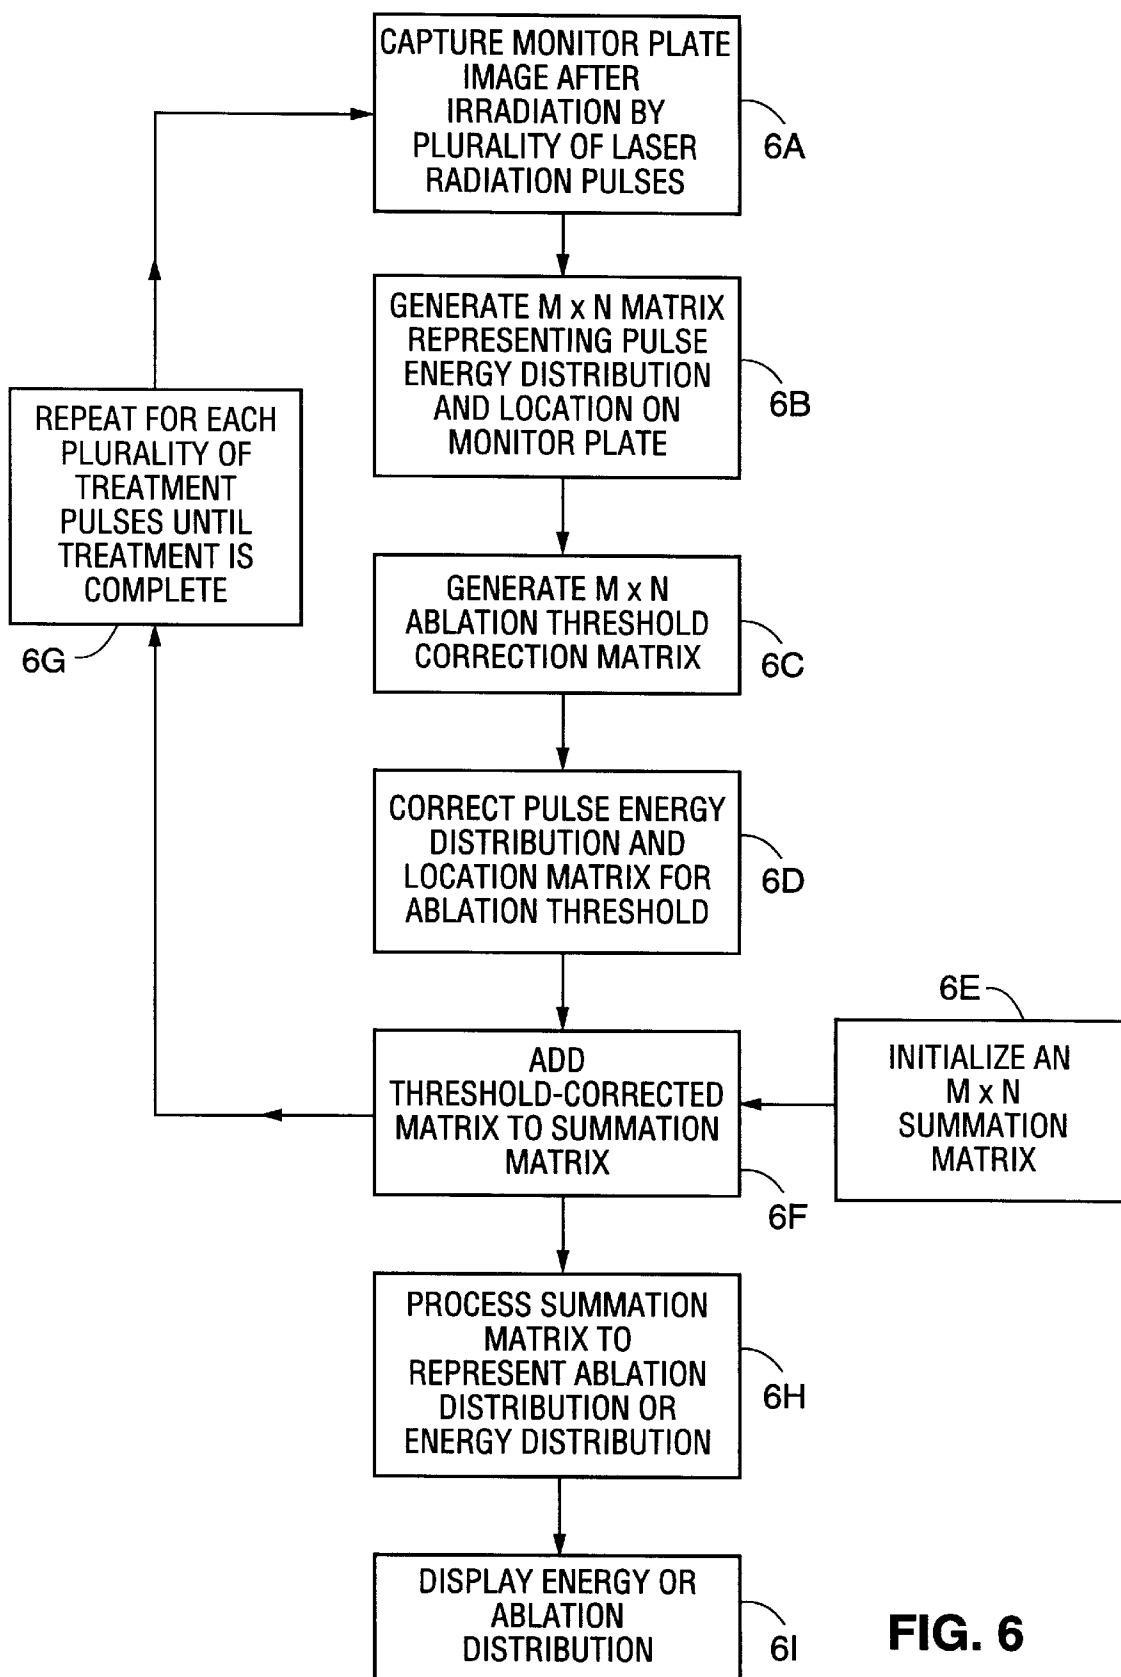 CAPTURE MONITOR PLATE
IMAGE AFTER
IRRADIATION BY
PLURALITY OF LASER
RADIATION PULSES
6A
GENERATE M x N MATRIX
REPRESENTING PULSE
ENERGY DISTRIBUTION
AND LOCATION ON
MONITOR PLATE
6B
REPEAT FOR EACH
PLURALITY OF
TREATMENT
PULSES UNTIL
TREATMENT IS
COMPLETE
6G
GENERATE M x N
ABLATION THRESHOLD
CORRECTION MATRIX
6C
CORRECT PULSE ENERGY
DISTRIBUTION AND
LOCATION MATRIX FOR
ABLATION THRESHOLD
6D
6E
INITIALIZE AN
M x N
SUMMATION
MATRIX
ADD
THRESHOLD-CORRECTED
MATRIX TO SUMMATION
MATRIX
6F
PROCESS SUMMATION
MATRIX TO
REPRESENT ABLATION
DISTRIBUTION OR
ENERGY DISTRIBUTION
6H
DISPLAY ENERGY OR
ABLATION
DISTRIBUTION
6I
FIG. 6